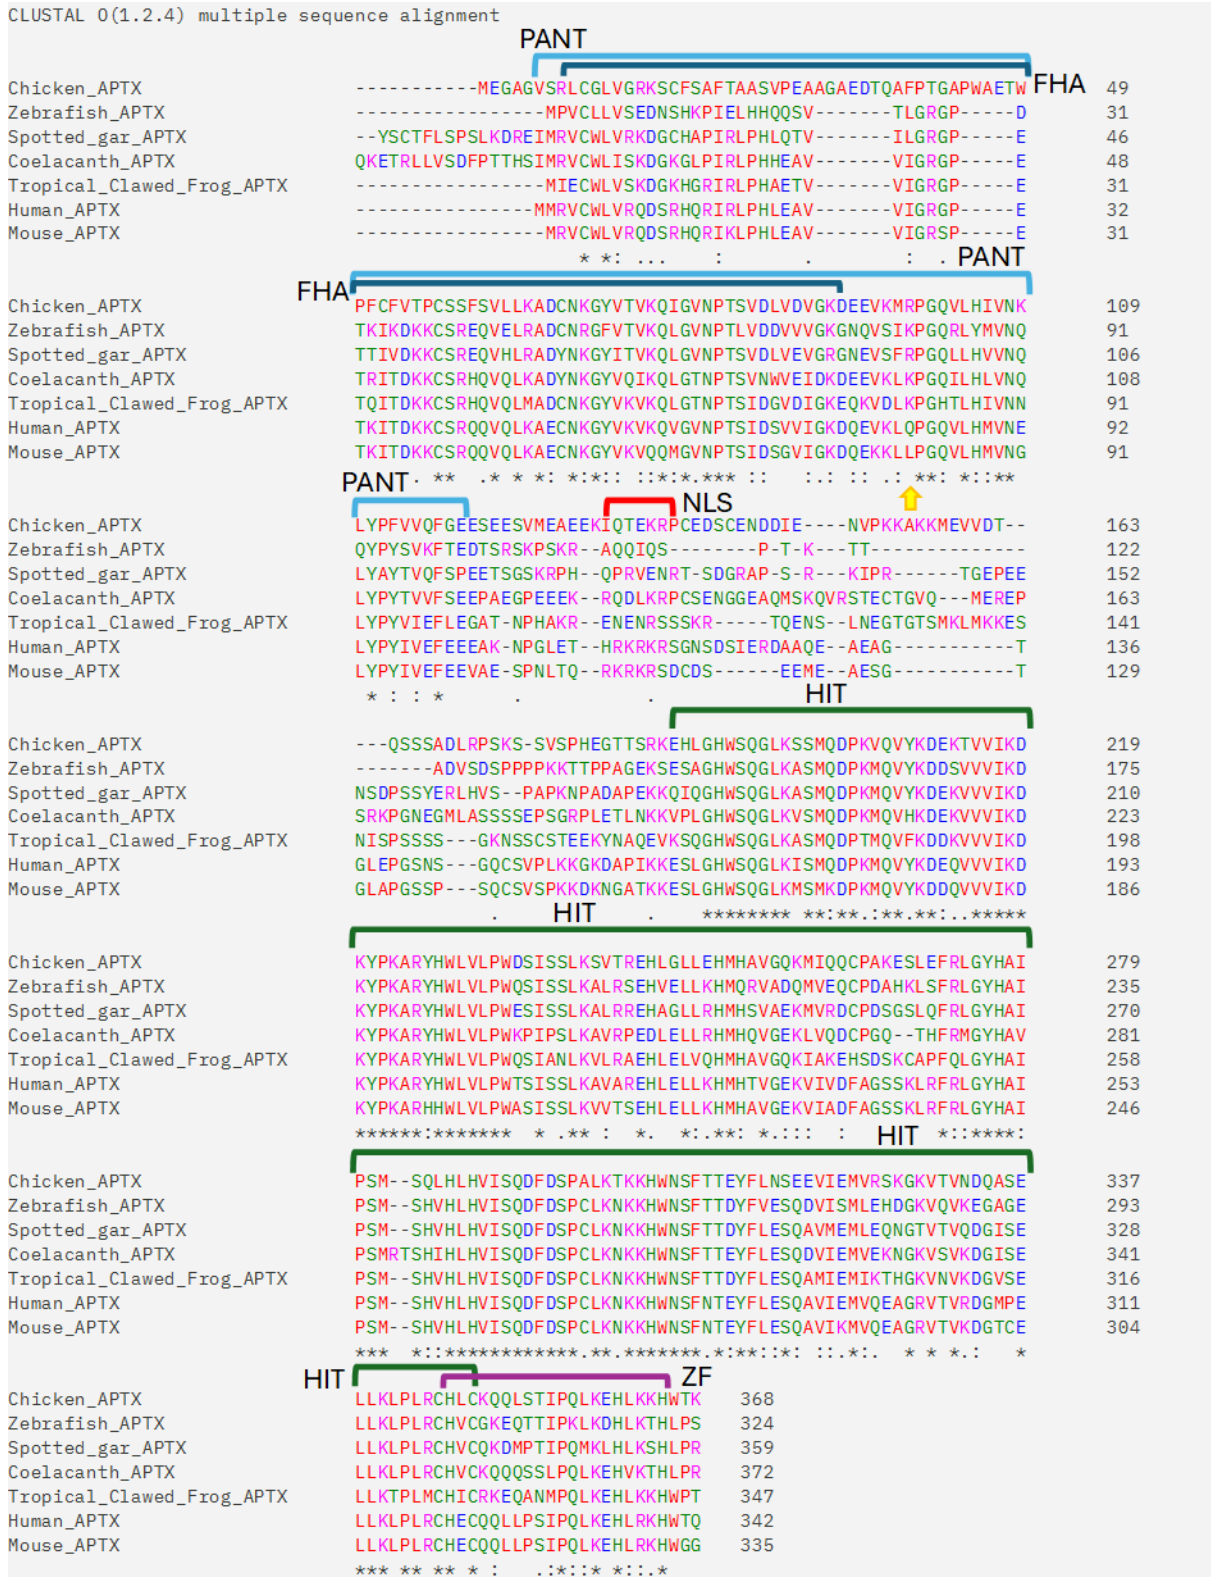 CLUSTAL O(1.2.4) multiple sequence alignment
PANT
Chicken_APTX -----------MEGAGVSRLCGLVGRKSCFSAFTAASVPEAAGAEDTQAFPTGAPWAETW FHA 49
Zebrafish_APTX -----------------MPVCLLVSEDNSHKPIELHHQQSV-------TLGRGP-----D 31
Spotted_gar_APTX --YSCTFLSPSLKDREIMRVCWLVRKDGCHAPIRLPHLQTV-------ILGRGP-----E 46
Coelacanth_APTX QKETRLLVSDFPTTHSIMRVCWLISKDGKGLPIRLPHHEAV-------VIGRGP-----E 48
Tropical_Clawed_Frog_APTX -----------------MIECWLVSKDGKHGRIRLPHAETV-------VIGRGP-----E 31
Human_APTX ----------------MMRVCWLVRQDSRHQRIRLPHLEAV-------VIGRGP-----E 32
Mouse_APTX -----------------MRVCWLVRQDSRHQRIKLPHLEAV-------VIGRSP-----E 31
* *: ... : . : . PANT
FHA
Chicken_APTX PFCFVTPCSSFSVLLKADCNKGYVTVKQIGVNPTSVDLVDVGKDEEVKMRPGQVLHIVNK 109
Zebrafish_APTX TKIKDKKCSREQVELRADCNRGFVTVKQLGVNPTLVDDVVVGKGNQVSIKPGQRLYMVNQ 91
Spotted_gar_APTX TTIVDKKCSREQVHLRADYNKGYITVKQLGVNPTSVDLVEVGRGNEVSFRPGQLLHVVNQ 106
Coelacanth_APTX TRITDKKCSRHQVQLKADYNKGYVQIKQLGTNPTSVNWVEIDKDEEVKLKPGQILHLVNQ 108
Tropical_Clawed_Frog_APTX TQITDKKCSRHQVQLMADCNKGYVKVKQLGTNPTSIDGVDIGKEQKVDLKPGHTLHIVNN 91
Human_APTX TKITDKKCSRQQVQLKAECNKGYVKVKQVGVNPTSIDSVVIGKDQEVKLQPGQVLHMVNE 92
Mouse_APTX TKITDKKCSRQQVQLKAECNKGYVKVQQMGVNPTSIDSGVIGKDQEKKLLPGQVLHMVNG 91
PANT . ** .* * *: *:*:: ::*:*.*** :: :. .: **: *::**
NLS
Chicken_APTX LYPFVVQFGEESEESVMEAEEKIQTEKRPCEDSCENDDIE----NVPKKAKKMEVVDT-- 163
Zebrafish_APTX QYPYSVKFTEDTSRSKPSKR--AQQIQS--------P-T-K---TT-------------- 122
Spotted_gar_APTX LYAYTVQFSPEETSGSKRPH--QPRVENRT-SDGRAP-S-R---KIPR------TGEPEE 152
Coelacanth_APTX LYPYTVVFSEEPAEGPEEEK--RQDLKRPCSENGGEAQMSKQVRSTECTGVQ---MEREP 163
Tropical_Clawed_Frog_APTX LYPYVIEFLEGAT-NPHAKR--ENENRSSSKR-----TQENS--LNEGTGTSMKLMKKES 141
Human_APTX LYPYIVEFEEEAK-NPGLET--HRKRKRSGNSDSIERDAAQE--AEAG-----------T 136
Mouse_APTX LYPYIVEFEEVAE-SPNLTQ--RKRKRSDCDS------EEME--AESG-----------T 129
* : : * . .
HIT
Chicken_APTX ---QSSSADLRPSKS-SVSPHEGTTSRKEHLGHWSQGLKSSMQDPKVQVYKDEKTVVIKD 219
Zebrafish_APTX -------ADVSDSPPPPKKTTPPAGEKSESAGHWSQGLKASMQDPKMQVYKDDSVVVIKD 175
Spotted_gar_APTX NSDPSSYERLHVS--PAPKNPADAPEKKQIQGHWSQGLKASMQDPKMQVYKDEKVVVIKD 210
Coelacanth_APTX SRKPGNEGMLASSSSEPSGRPLETLNKKVPLGHWSQGLKVSMQDPKMQVHKDEKVVVIKD 223
Tropical_Clawed_Frog_APTX NISPSSSS---GKNSSCSTEEKYNAQEVKSQGHWSQGLKASMQDPTMQVFKDDKVVVIKD 198
Human_APTX GLEPGSNS---GQCSVPLKKGKDAPIKKESLGHWSQGLKISMQDPKMQVYKDEQVVVIKD 193
Mouse_APTX GLAPGSSP---SQCSVSPKKDKNGATKKESLGHWSQGLKMSMKDPKMQVYKDDQVVVIKD 186
. HIT . ******** **:**.:**.**:..*****
Chicken_APTX KYPKARYHWLVLPWDSISSLKSVTREHLGLLEHMHAVGQKMIQQCPAKESLEFRLGYHAI 279
Zebrafish_APTX KYPKARYHWLVLPWQSISSLKALRSEHVELLKHMQRVADQMVEQCPDAHKLSFRLGYHAI 235
Spotted_gar_APTX KYPKARYHWLVLPWESISSLKALRREHAGLLRHMHSVAEKMVRDCPDSGSLQFRLGYHAI 270
Coelacanth_APTX KYPKARYHWLVLPWKPIPSLKAVRPEDLELLRHMHQVGEKLVQDCPGQ--THFRMGYHAV 281
Tropical_Clawed_Frog_APTX KYPKARYHWLVLPWQSIANLKVLRAEHLELVQHMHAVGQKIAKEHSDSKCAPFQLGYHAI 258
Human_APTX KYPKARYHWLVLPWTSISSLKAVAREHLELLKHMHTVGEKVIVDFAGSSKLRFRLGYHAI 253
Mouse_APTX KYPKARHHWLVLPWASISSLKVVTSEHLELLKHMHAVGEKVIADFAGSSKLRFRLGYHAI 246
******:******* * .** : *. *:.**: *.::: : HIT *::****:
Chicken_APTX PSM--SQLHLHVISQDFDSPALKTKKHWNSFTTEYFLNSEEVIEMVRSKGKVTVNDQASE 337
Zebrafish_APTX PSM--SHVHLHVISQDFDSPCLKNKKHWNSFTTDYFVESQDVISMLEHDGKVQVKEGAGE 293
Spotted_gar_APTX PSM--SHVHLHVISQDFDSPCLKNKKHWNSFTTDYFLESQAVMEMLEQNGTVTVQDGISE 328
Coelacanth_APTX PSMRTSHIHLHVISQDFDSPCLKNKKHWNSFTTEYFLESQDVIEMVEKNGKVSVKDGISE 341
Tropical_Clawed_Frog_APTX PSM--SHVHLHVISQDFDSPCLKNKKHWNSFTTDYFLESQAMIEMIKTHGKVNVKDGVSE 316
Human_APTX PSM--SHVHLHVISQDFDSPCLKNKKHWNSFNTEYFLESQAVIEMVQEAGRVTVRDGMPE 311
Mouse_APTX PSM--SHVHLHVISQDFDSPCLKNKKHWNSFNTEYFLESQAVIKMVQEAGRVTVKDGTCE 304
*** *::************.**.*******.*:**::*: ::.*:. * * *.: *
HIT ZF
Chicken_APTX LLKLPLRCHLCKQQLSTIPQLKEHLKKHWTK 368
Zebrafish_APTX LLKLPLRCHVCGKEQTTIPKLKDHLKTHLPS 324
Spotted_gar_APTX LLKLPLRCHVCQKDMPTIPQMKLHLKSHLPR 359
Coelacanth_APTX LLKLPLRCHVCKQQQSSLPQLKEHVKTHLPR 372
Tropical_Clawed_Frog_APTX LLKTPLMCHICRKEQANMPQLKEHLKKHWPT 347
Human_APTX LLKLPLRCHECQQLLPSIPQLKEHLRKHWTQ 342
Mouse_APTX LLKLPLRCHECQQLLPSIPQLKEHLRKHWGG 335
*** ** ** * : .:*::* *::.*